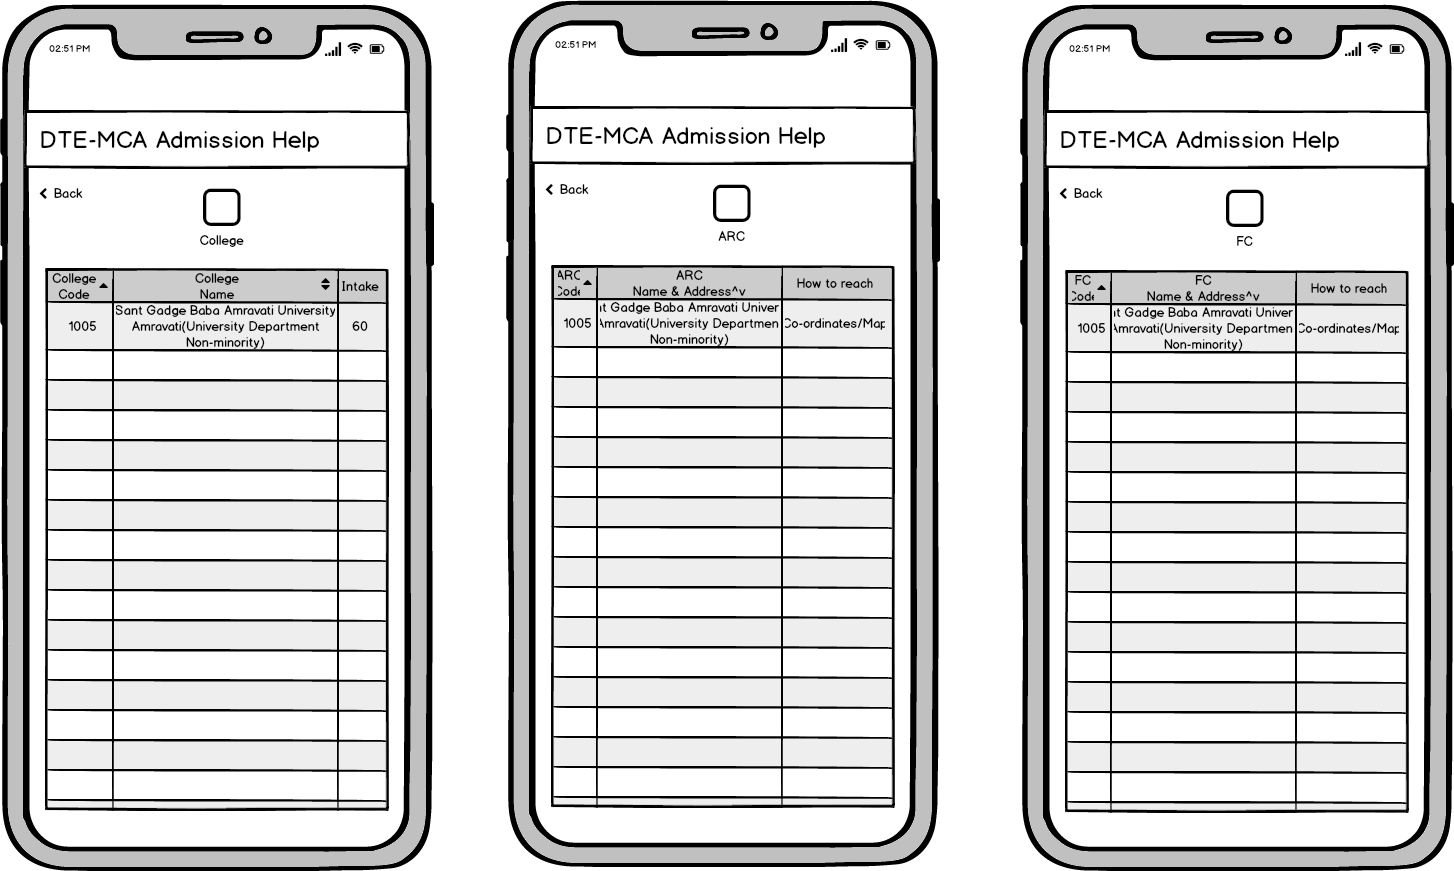 02:51 PM
DTE-MCA Admission Help
Back
College
College
Code
College
Name
Intake
1005
Sant Gadge Baba Amravati University
Amravati(University Department
Non-minority)
60
02:51 PM
DTE-MCA Admission Help
Back
ARC
ARC
Code
ARC
Name & Address^v
How to reach
1005
nt Gadge Baba Amravati Univer
Amravati(University Departmen
Non-minority)
Co-ordinates/Map
02:51 PM
DTE-MCA Admission Help
Back
FC
FC
Code
FC
Name & Address^v
How to reach
1005
nt Gadge Baba Amravati Univer
Amravati(University Departmen
Non-minority)
Co-ordinates/Map